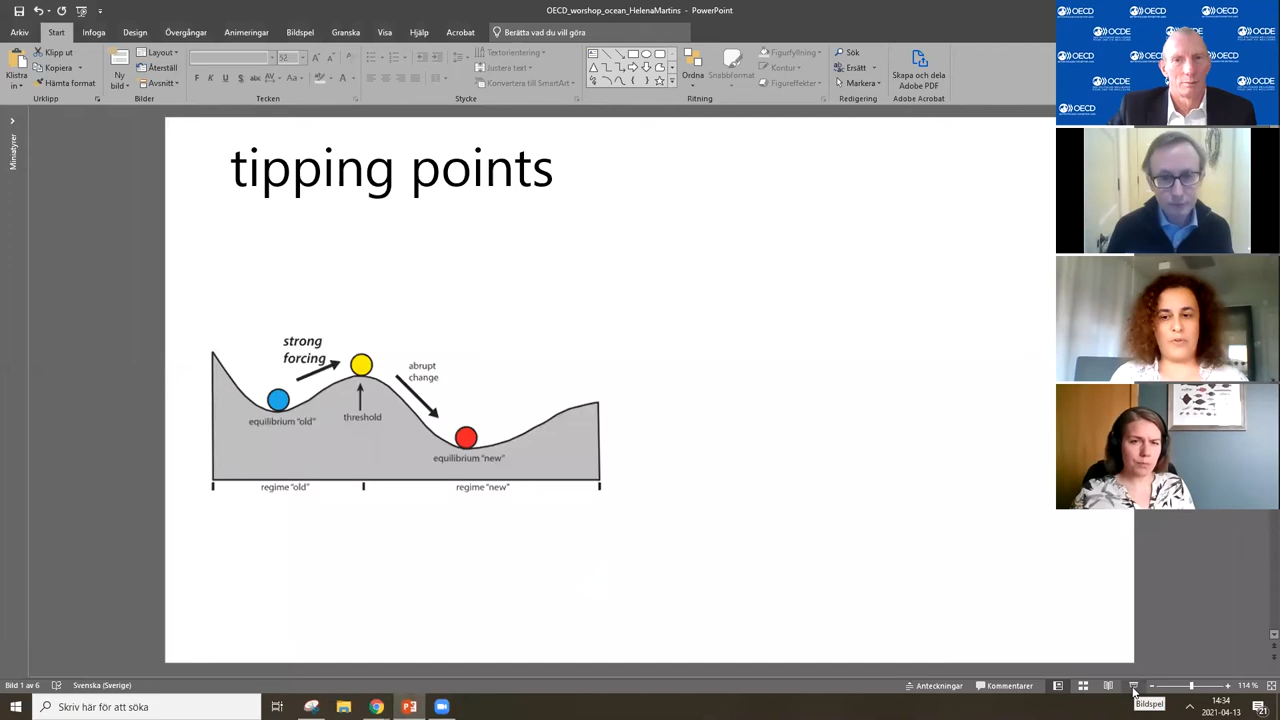 OECD_worshop_ocean_HelenaMartins - PowerPoint
Arkiv Start Infoga Design Övergångar Animeringar Bildspel Granska Visa Hjälp Acrobat Berätta vad du vill göra
Klistra in Klipp ut Kopiera Hämta format
Urklipp
Ny bild Layout Återställ Avsnitt
Bilder
52
F K U S abc AV Aa A
Tecken
Textorientering Justera text Konvertera till SmartArt
Stycke
Ordna Snabbformat Figurfyllning Kontur Figureffekter
Ritning
Sök Ersätt Markera
Redigering
Skapa och dela Adobe PDF
Adobe Acrobat
Miniatyrer
tipping points
strong
forcing
abrupt
change
equilibrium "old"
threshold
equilibrium "new"
regime "old" regime "new"
OECD
OCDE
Bild 1 av 6 Svenska (Sverige) Anteckningar Kommentarer 114 %
Bildspel
Skriv här för att söka
14:34
2021-04-13
21